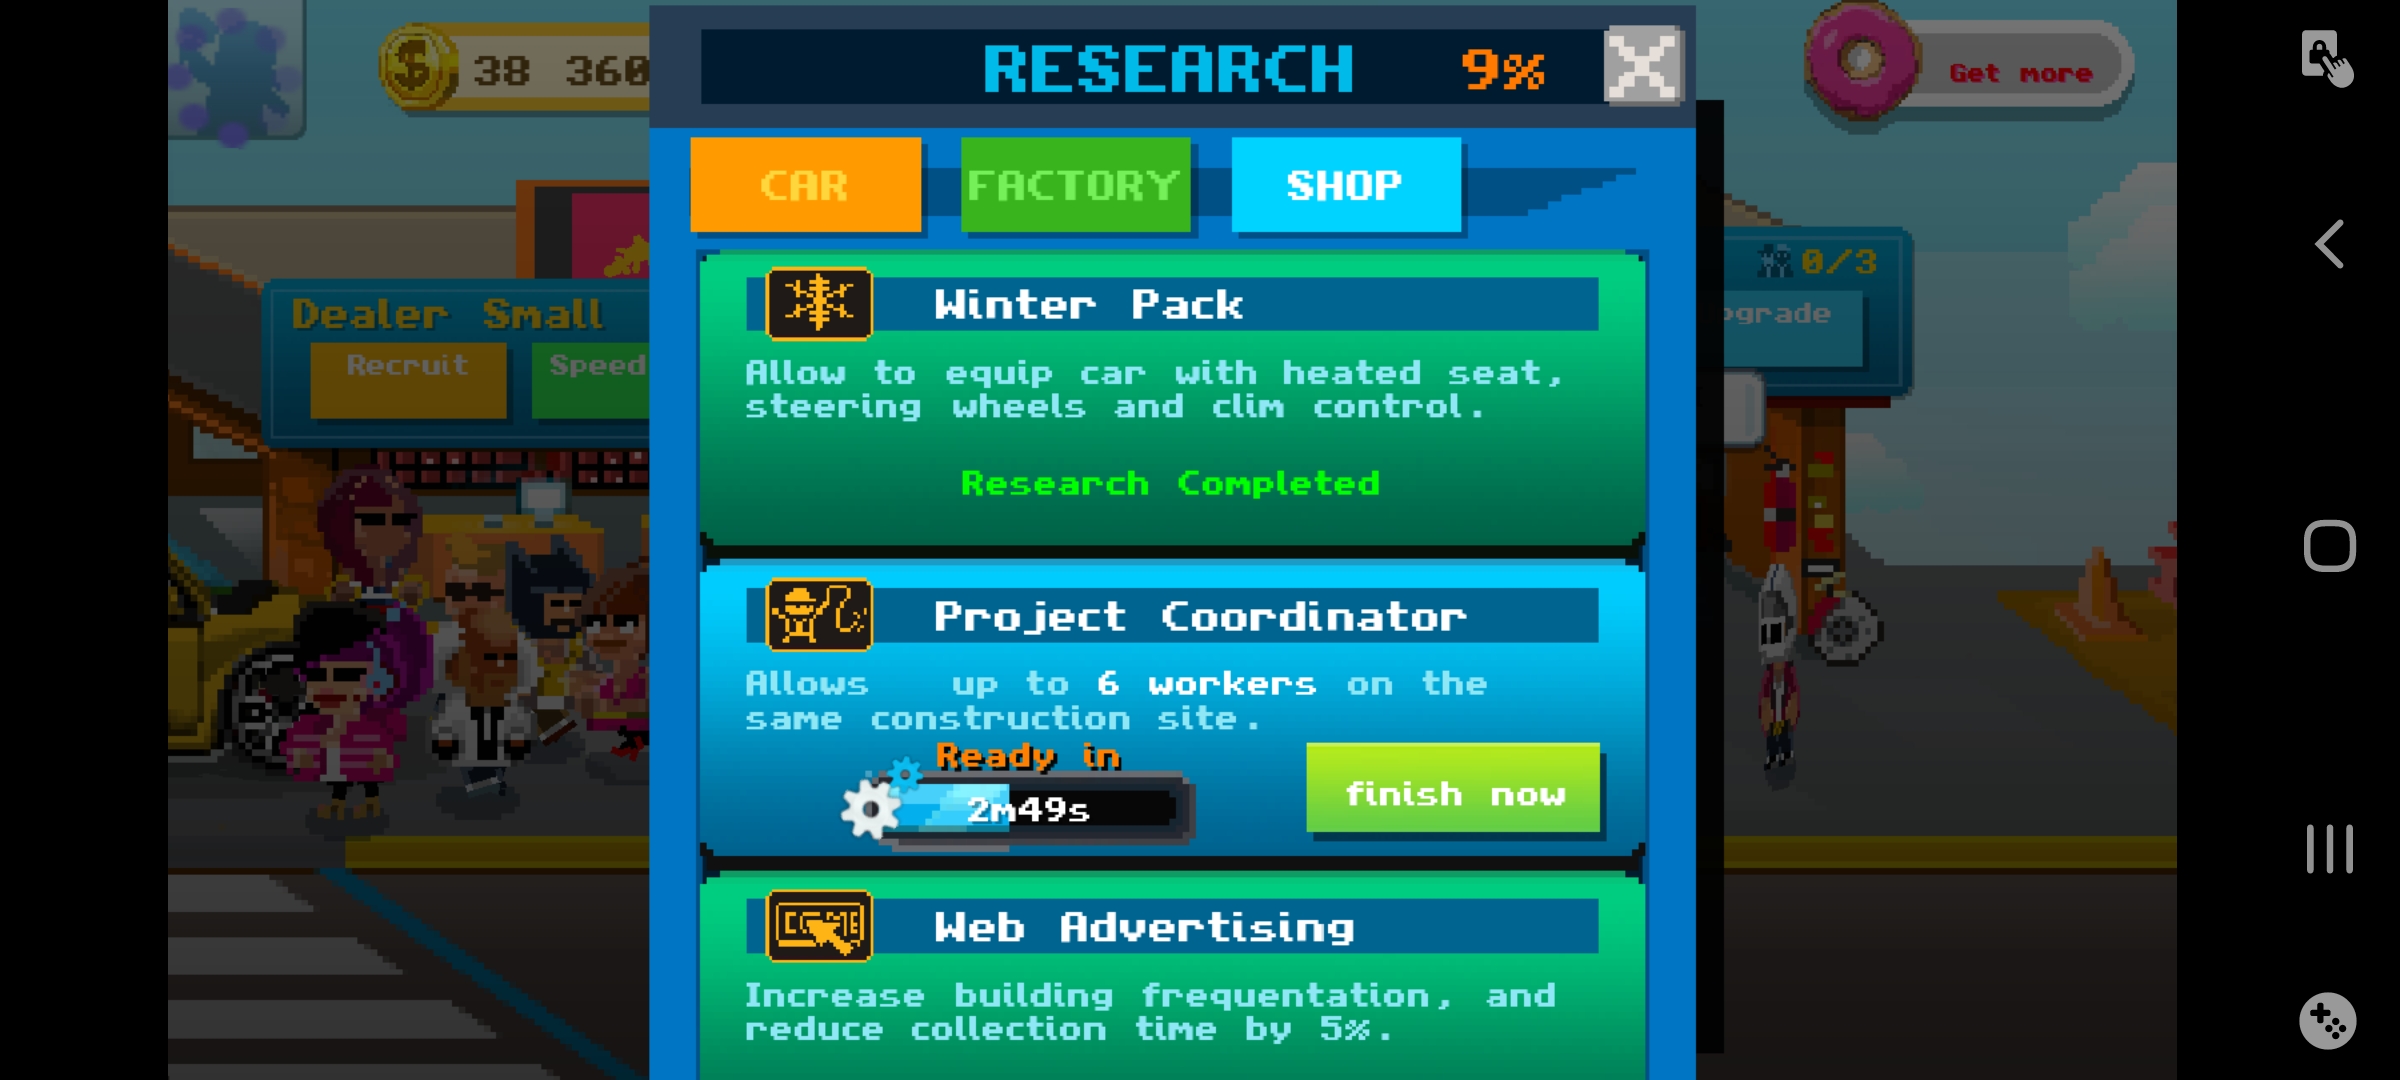 38 360
RESEARCH 9%
Get more
CAR FACTORY SHOP
Winter Pack
Allow to equip car with heated seat,
steering wheels and clim control.
Research Completed
Dealer Small
Recruit Speed
0/3
pgrade
Project Coordinator
Allows up to 6 workers on the
same construction site.
Ready in
2m49s
finish now
Web Advertising
Increase building frequentation, and
reduce collection time by 5%.